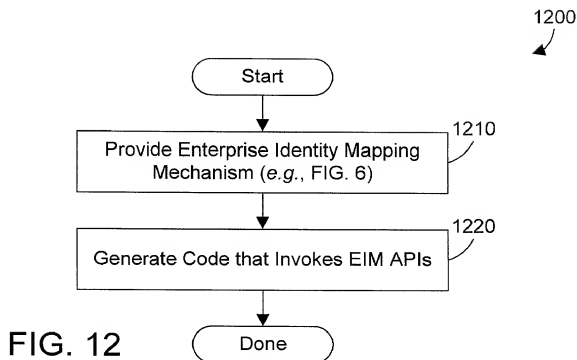 1200
Start
1210
Provide Enterprise Identity Mapping
Mechanism (e.g., FIG. 6)
1220
Generate Code that Invokes EIM APIs
Done
FIG. 12